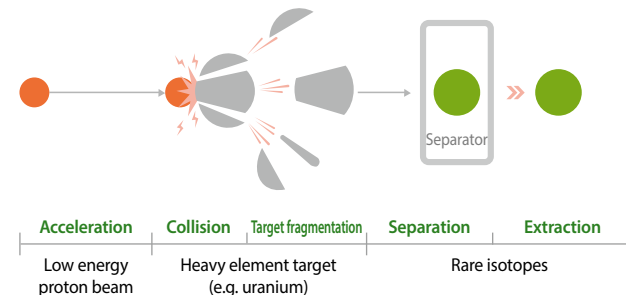 Separator
Acceleration
Collision
Target fragmentation
Separation
Extraction
Low energy
proton beam
Heavy element target
(e.g. uranium)
Rare isotopes